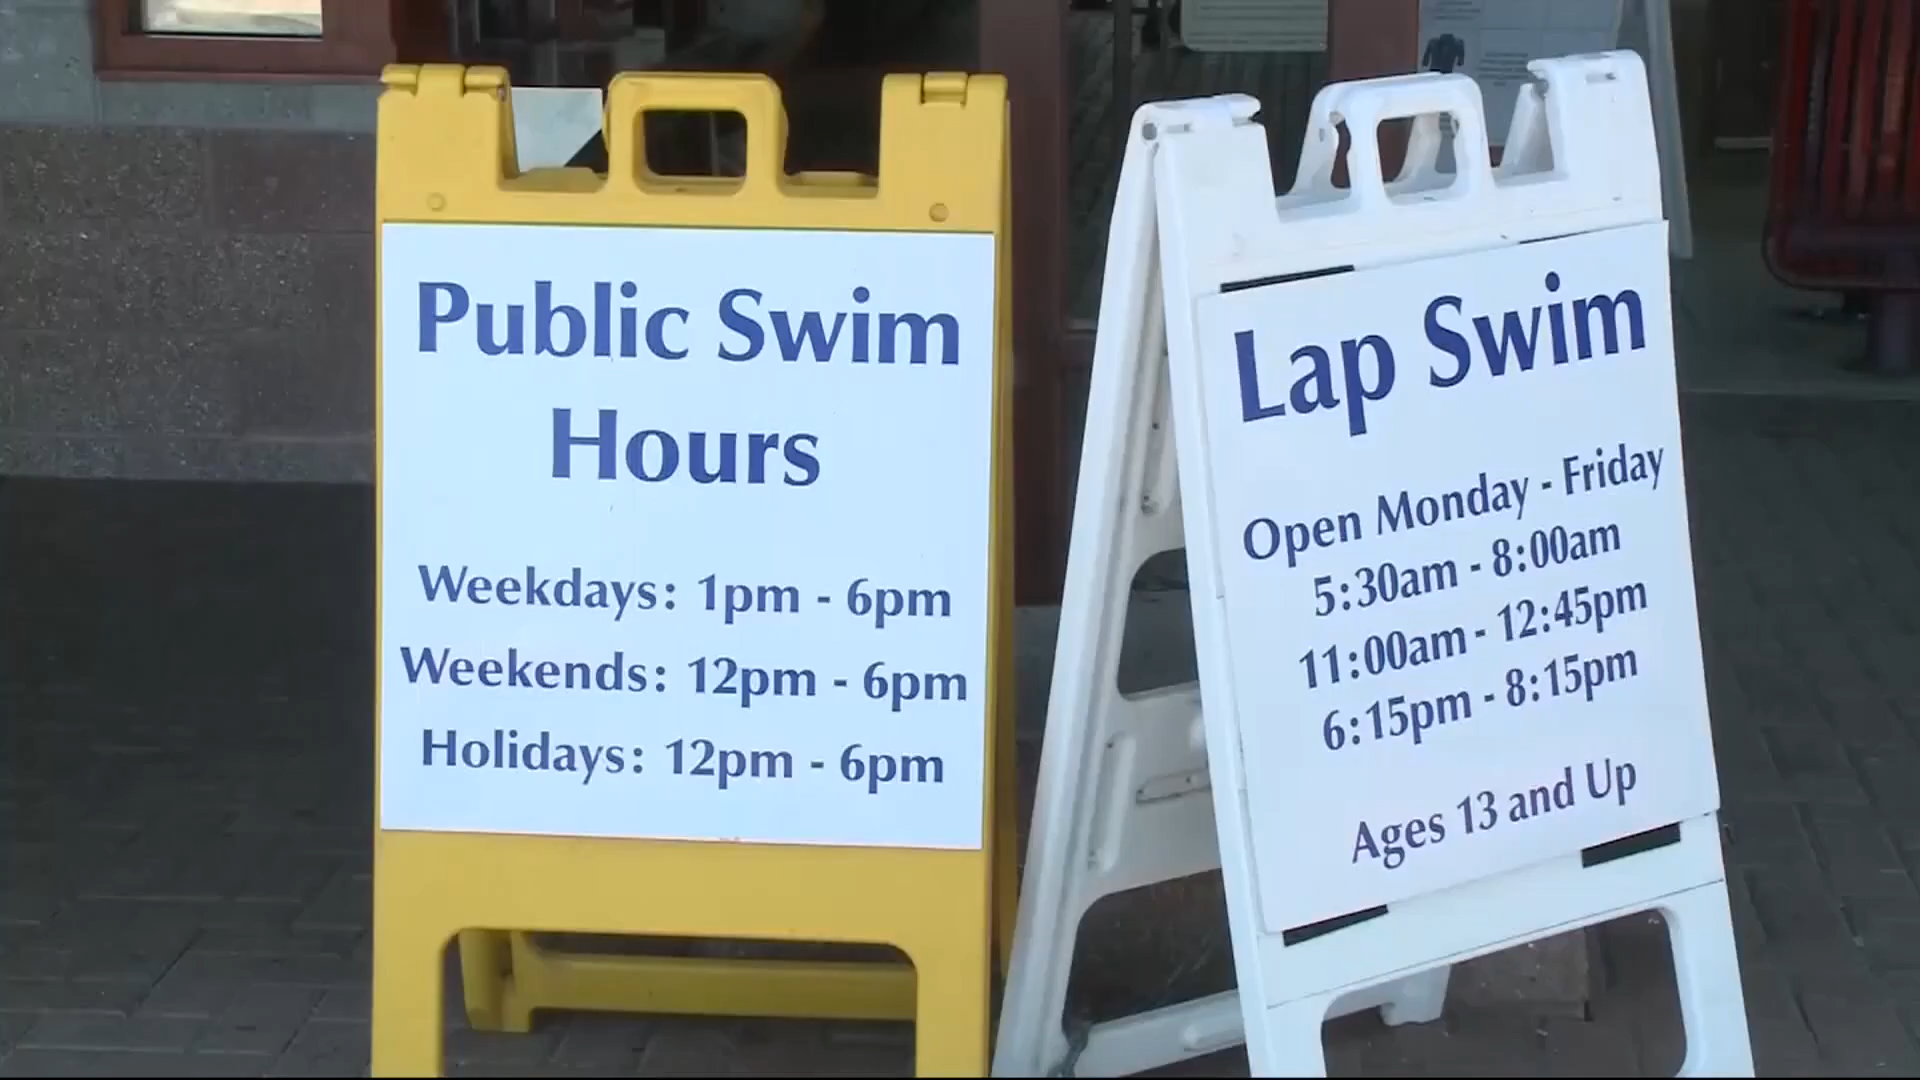 Public Swim
Hours
Weekdays: 1pm - 6pm
Weekends: 12pm - 6pm
Holidays: 12pm - 6pm
Lap Swim
Open Monday - Friday
5:30am - 8:00am
11:00am - 12:45pm
6:15pm - 8:15pm
Ages 13 and Up